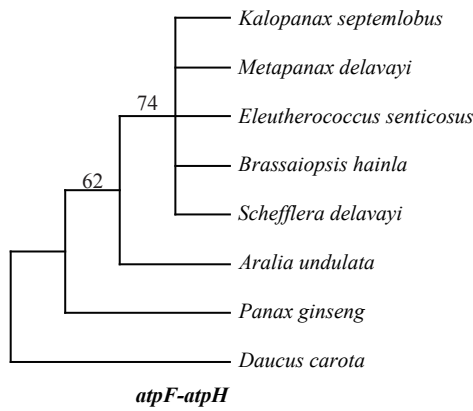 Kalopanax septemlobus
Metapanax delavayi
74
Eleutherococcus senticosus
Brassaiopsis hainla
62
Schefflera delavayi
Aralia undulata
Panax ginseng
Daucus carota
atpF-atpH